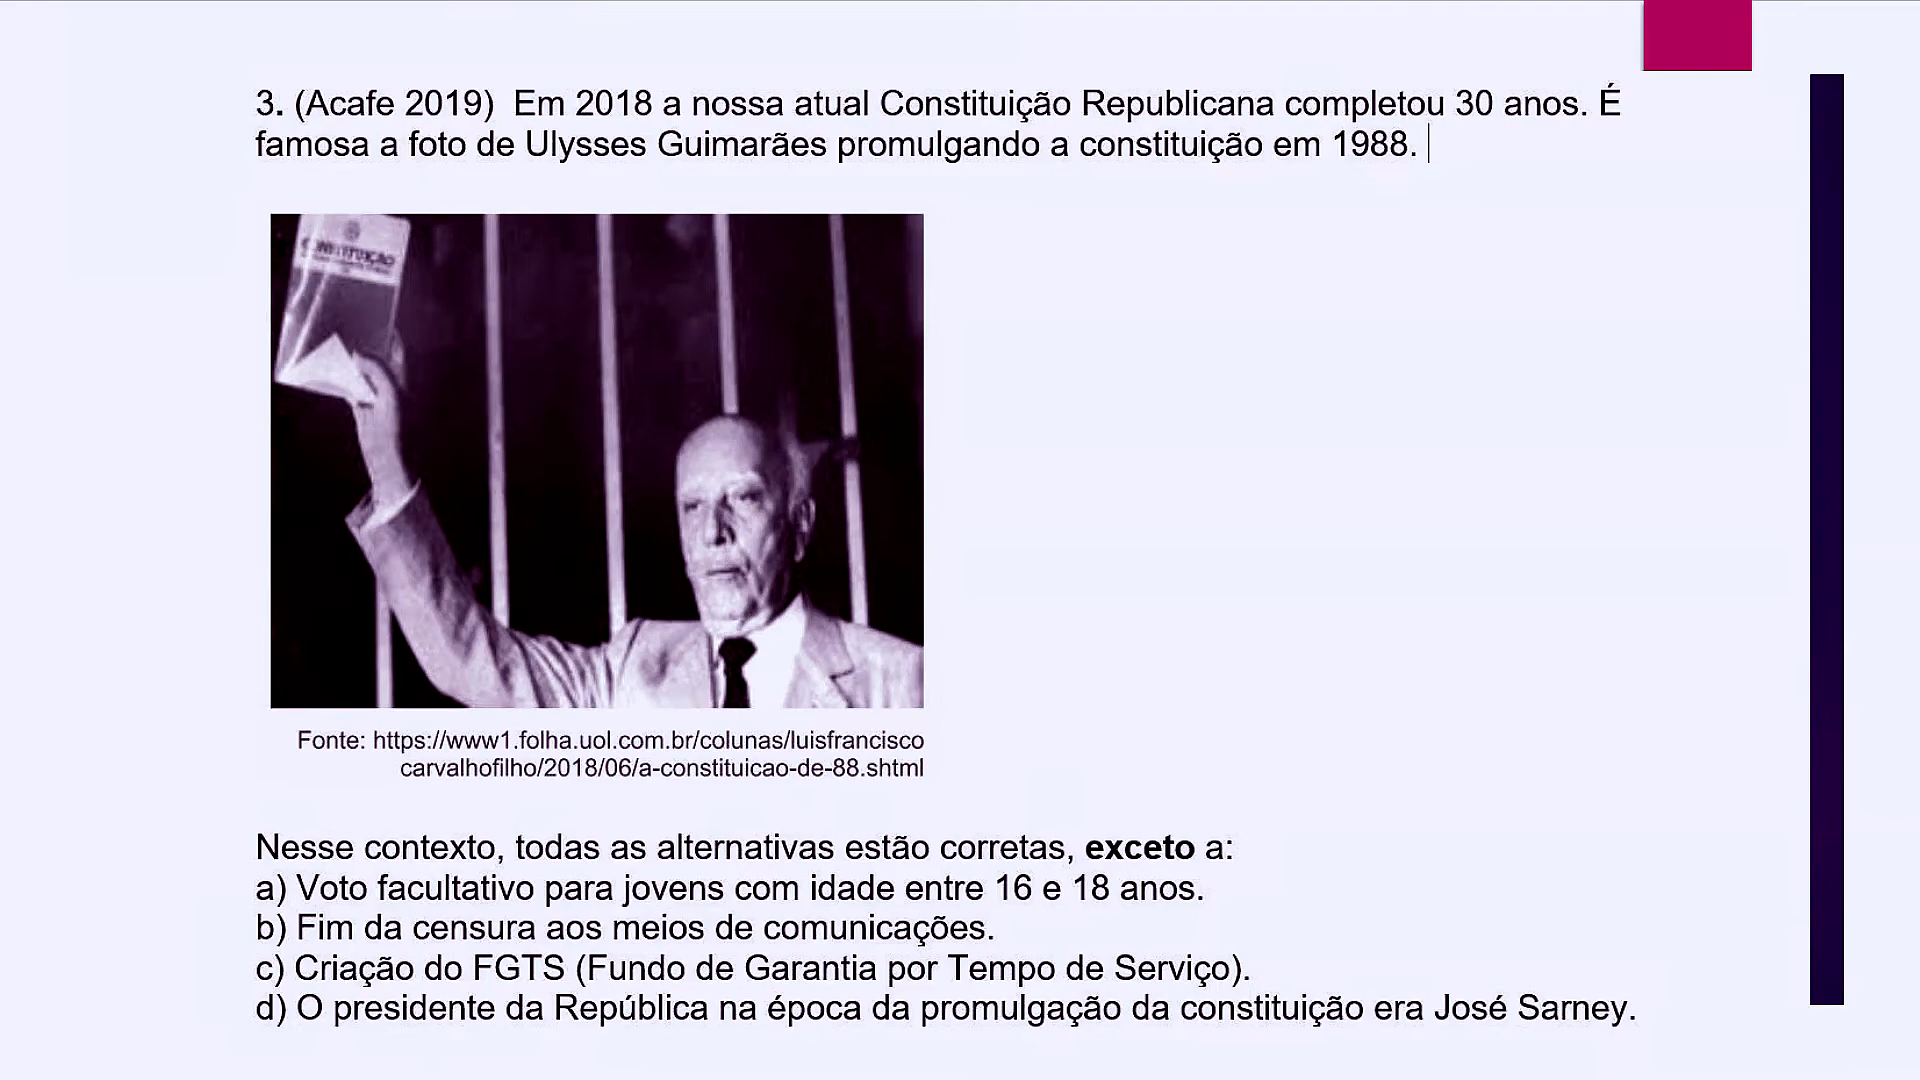 3. (Acafe 2019)  Em 2018 a nossa atual Constituição Republicana completou 30 anos. É
famosa a foto de Ulysses Guimarães promulgando a constituição em 1988.
CONSTITUIÇÃO
Fonte: https://www1.folha.uol.com.br/colunas/luisfrancisco
carvalhofilho/2018/06/a-constituicao-de-88.shtml
Nesse contexto, todas as alternativas estão corretas, exceto a:
a) Voto facultativo para jovens com idade entre 16 e 18 anos.
b) Fim da censura aos meios de comunicações.
c) Criação do FGTS (Fundo de Garantia por Tempo de Serviço).
d) O presidente da República na época da promulgação da constituição era José Sarney.